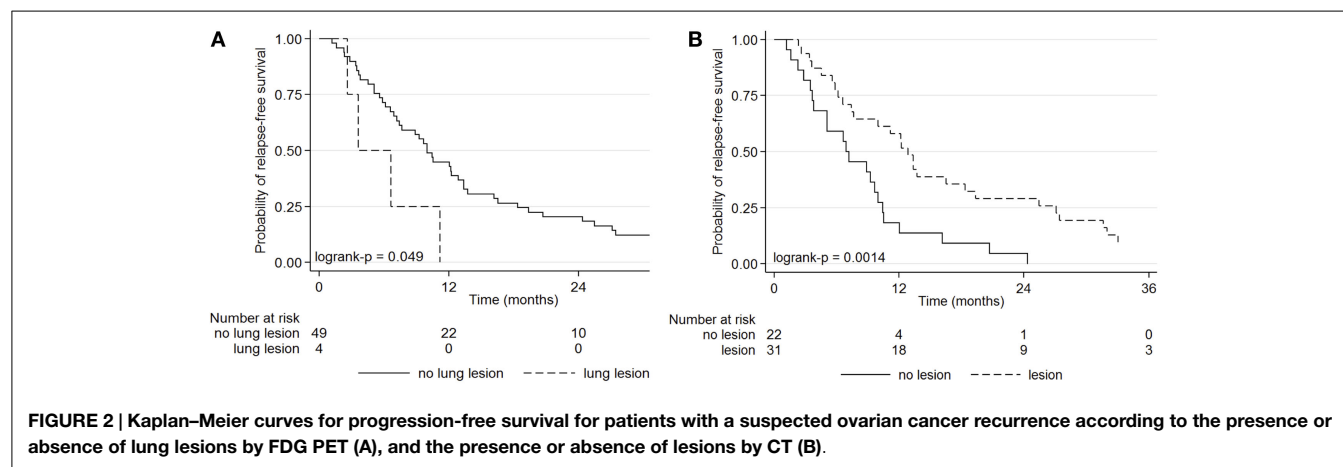 A
Probability of relapse-free survival
1.00
0.75
0.50
0.25
0.00
logrank-p = 0.049
0 12 24
Time (months)
Number at risk
no lung lesion 49 22 10
lung lesion 4 0 0
no lung lesion lung lesion
B
Probability of relapse-free survival
1.00
0.75
0.50
0.25
0.00
logrank-p = 0.0014
0 12 24 36
Time (months)
Number at risk
no lesion 22 4 1 0
lesion 31 18 9 3
no lesion lesion
FIGURE 2 | Kaplan–Meier curves for progression-free survival for patients with a suspected ovarian cancer recurrence according to the presence or
absence of lung lesions by FDG PET (A), and the presence or absence of lesions by CT (B).